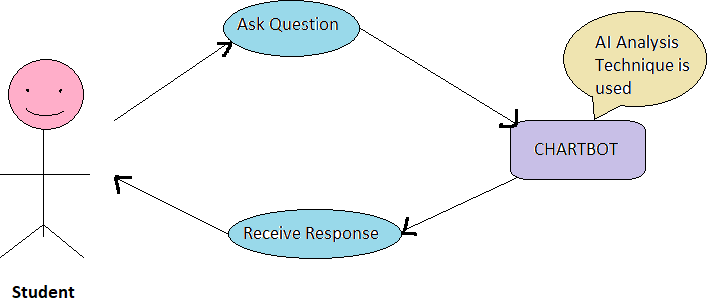 Ask Question
AI Analysis
Technique is
used
CHARTBOT
Receive Response
Student